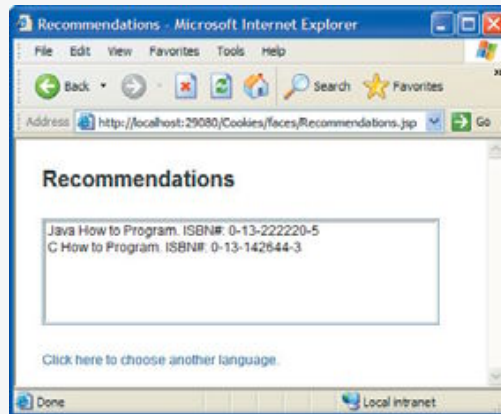 Recommendations - Microsoft Internet Explorer
File Edit View Favorites Tools Help
Back Search Favorites
Address http://localhost:29080/Cookies/faces/Recommendations.jsp Go
Recommendations
Java How to Program. ISBN#: 0-13-222220-5
C How to Program. ISBN#: 0-13-142644-3
Click here to choose another language.
Done Local intranet